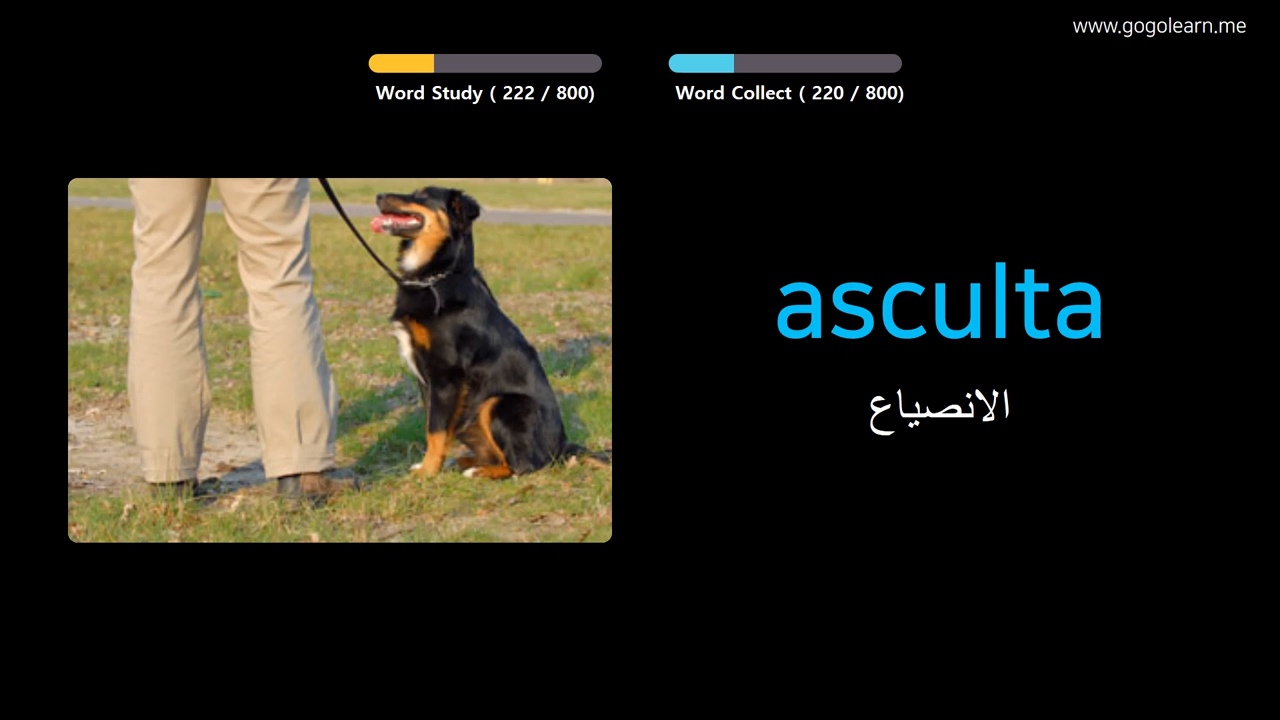 www.gogolearn.me
Word Study ( 222 / 800)
Word Collect ( 220 / 800)
asculta
الانصياع